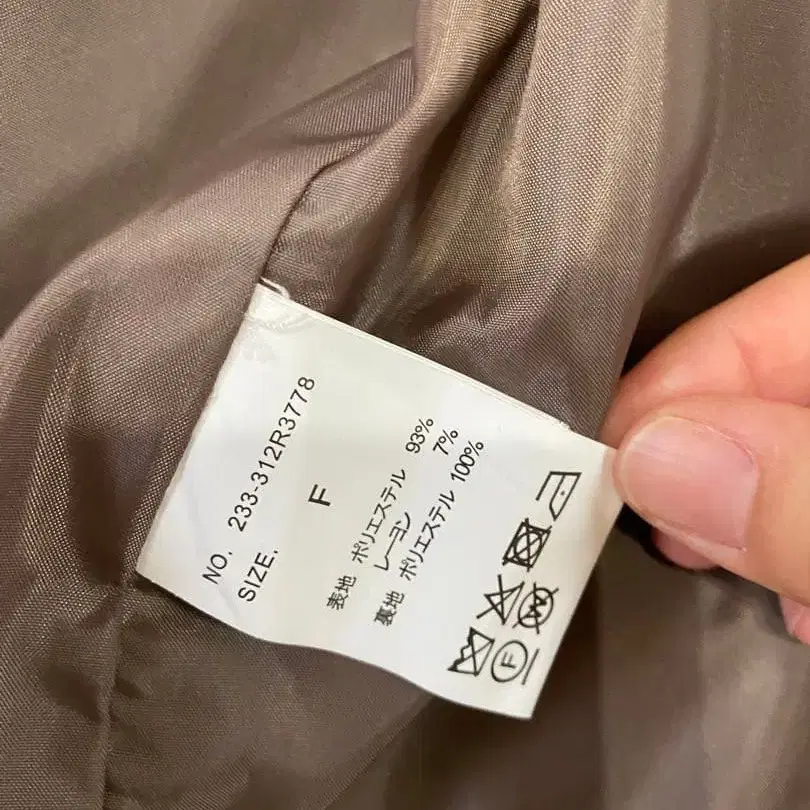 NO. 233-312R3778
SIZE. F
表地 ポリエステル 93%
レーヨン 7%
裏地 ポリエステル 100%
F
W